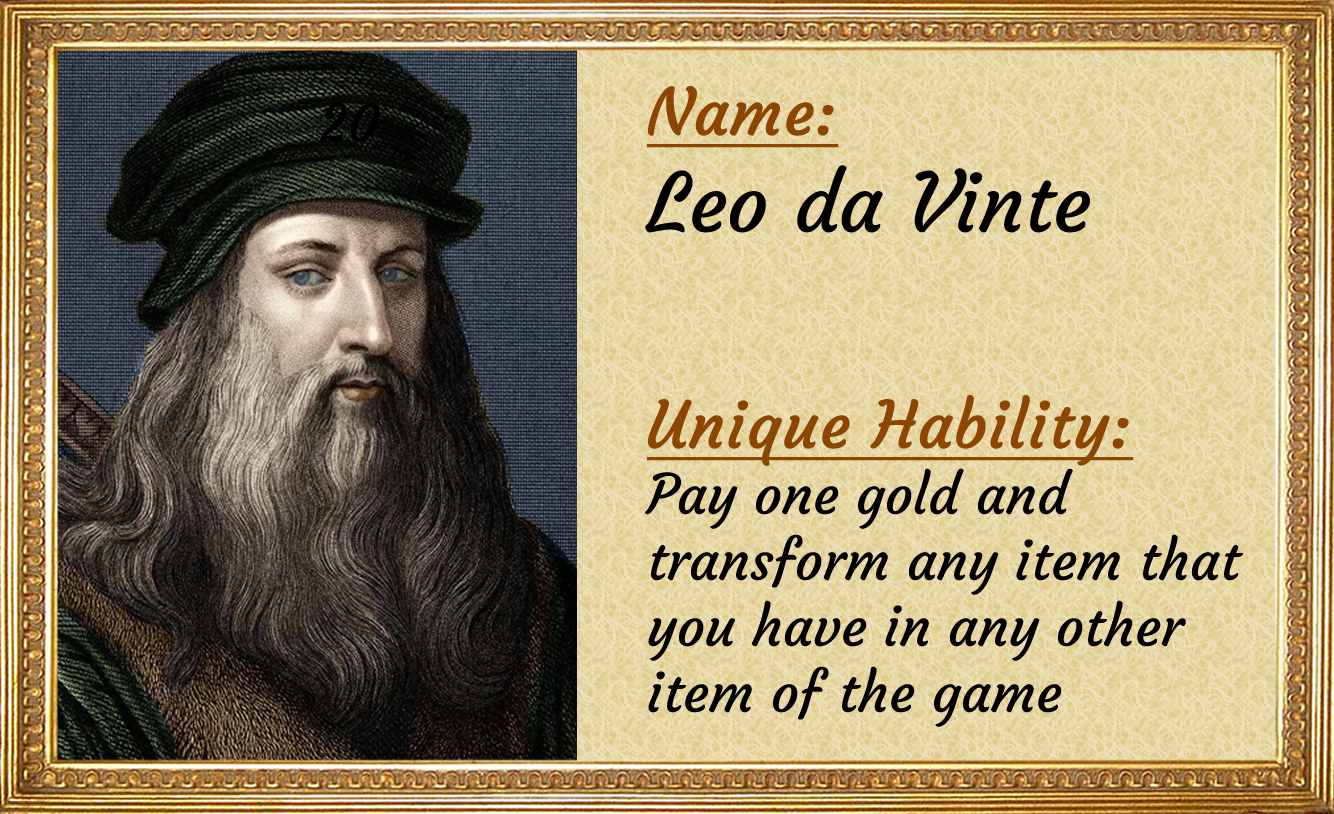 20
Name:
Leo da Vinte
Unique Hability:
Pay one gold and
transform any item that
you have in any other
item of the game